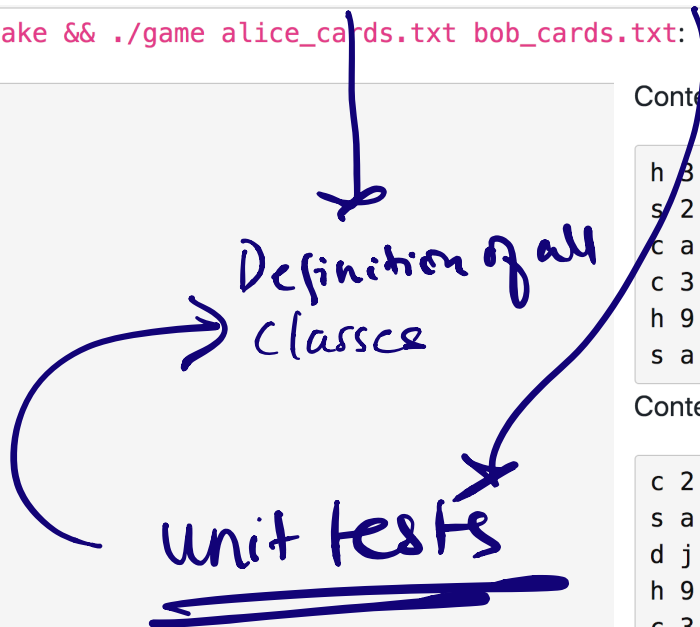 ake && ./game alice_cards.txt bob_cards.txt:
Conte
h 3
s 2
c a
c 3
h 9
s a
Conte
c 2
s a
d j
h 9
c 3
Definition of all
classes
unit tests